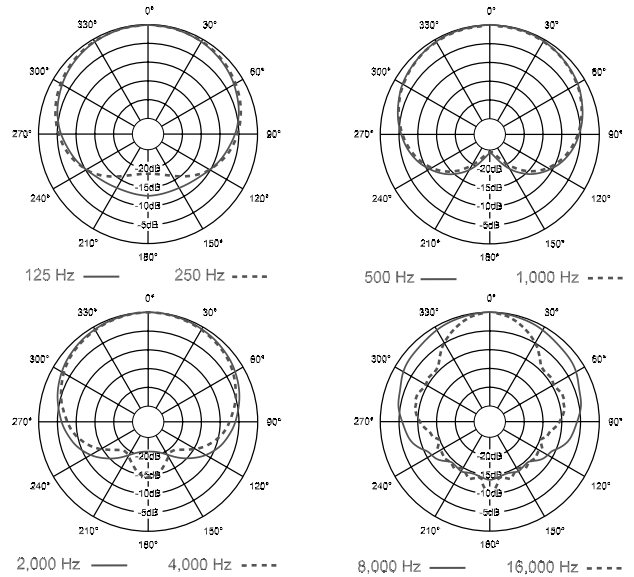 0° 0°
330° 30° 330° 30°
300° 60° 300° 60°
270° 90° 270° 90°
-20dB -20dB
-15dB -15dB
240° 120° 240° 120°
-10dB -10dB
-5dB -5dB
210° 150° 210° 150°
180° 180°
125 Hz 250 Hz 500 Hz 1,000 Hz
0° 0°
330° 30° 330° 30°
300° 60° 300° 60°
270° 90° 270° 90°
-20dB -20dB
-15dB -15dB
240° 120° 240° 120°
-10dB -10dB
-5dB -5dB
210° 150° 210° 150°
180° 180°
2,000 Hz 4,000 Hz 8,000 Hz 16,000 Hz